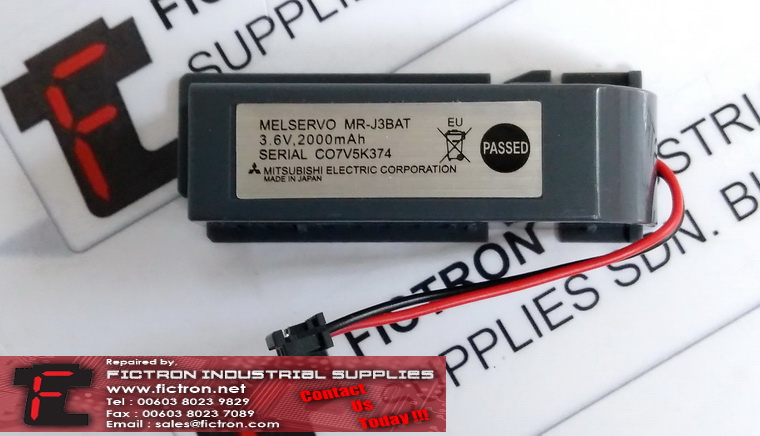 FICTRON
SUPPLIES
MELSERVO MR-J3BAT
3.6V,2000mAh
SERIAL CO7V5K374
MITSUBISHI ELECTRIC CORPORATION
MADE IN JAPAN
EU
PASSED
FICTRON
SUPPLIES SDN. B
Repaired by,
FICTRON INDUSTRIAL SUPPLIES
www.fictron.net
Tel : 00603 8023 9829
Fax : 00603 8023 7089
Email : sales@fictron.com
Contact
Us
Today !!!